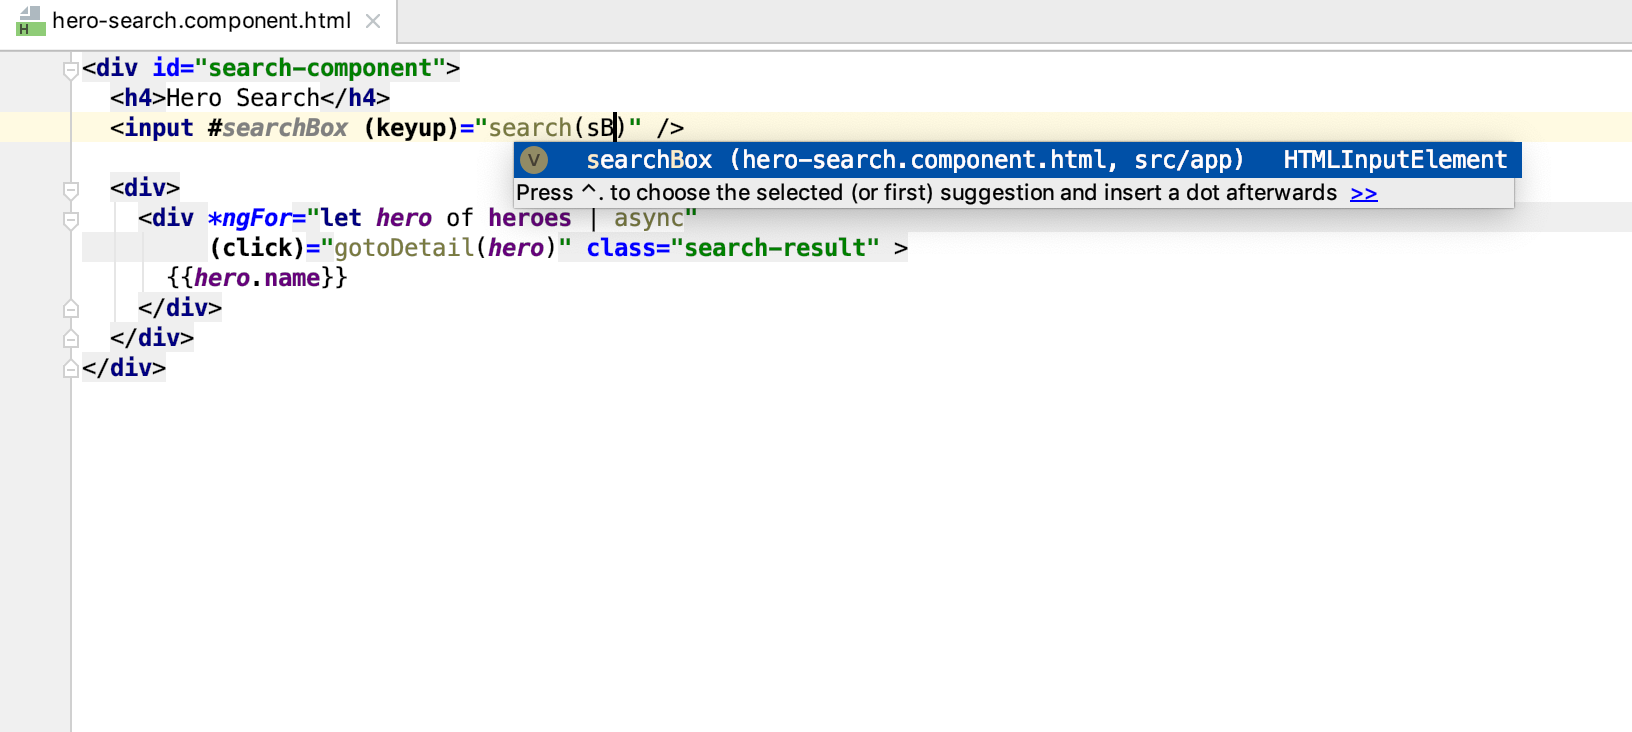 hero-search.component.html
H
<div id="search-component">
<h4>Hero Search</h4>
<input #searchBox (keyup)="search(sB)" />
V searchBox (hero-search.component.html, src/app) HTMLInputElement
Press ^. to choose the selected (or first) suggestion and insert a dot afterwards >>
<div>
<div *ngFor="let hero of heroes | async"
(click)="gotoDetail(hero)" class="search-result" >
{{hero.name}}
</div>
</div>
</div>